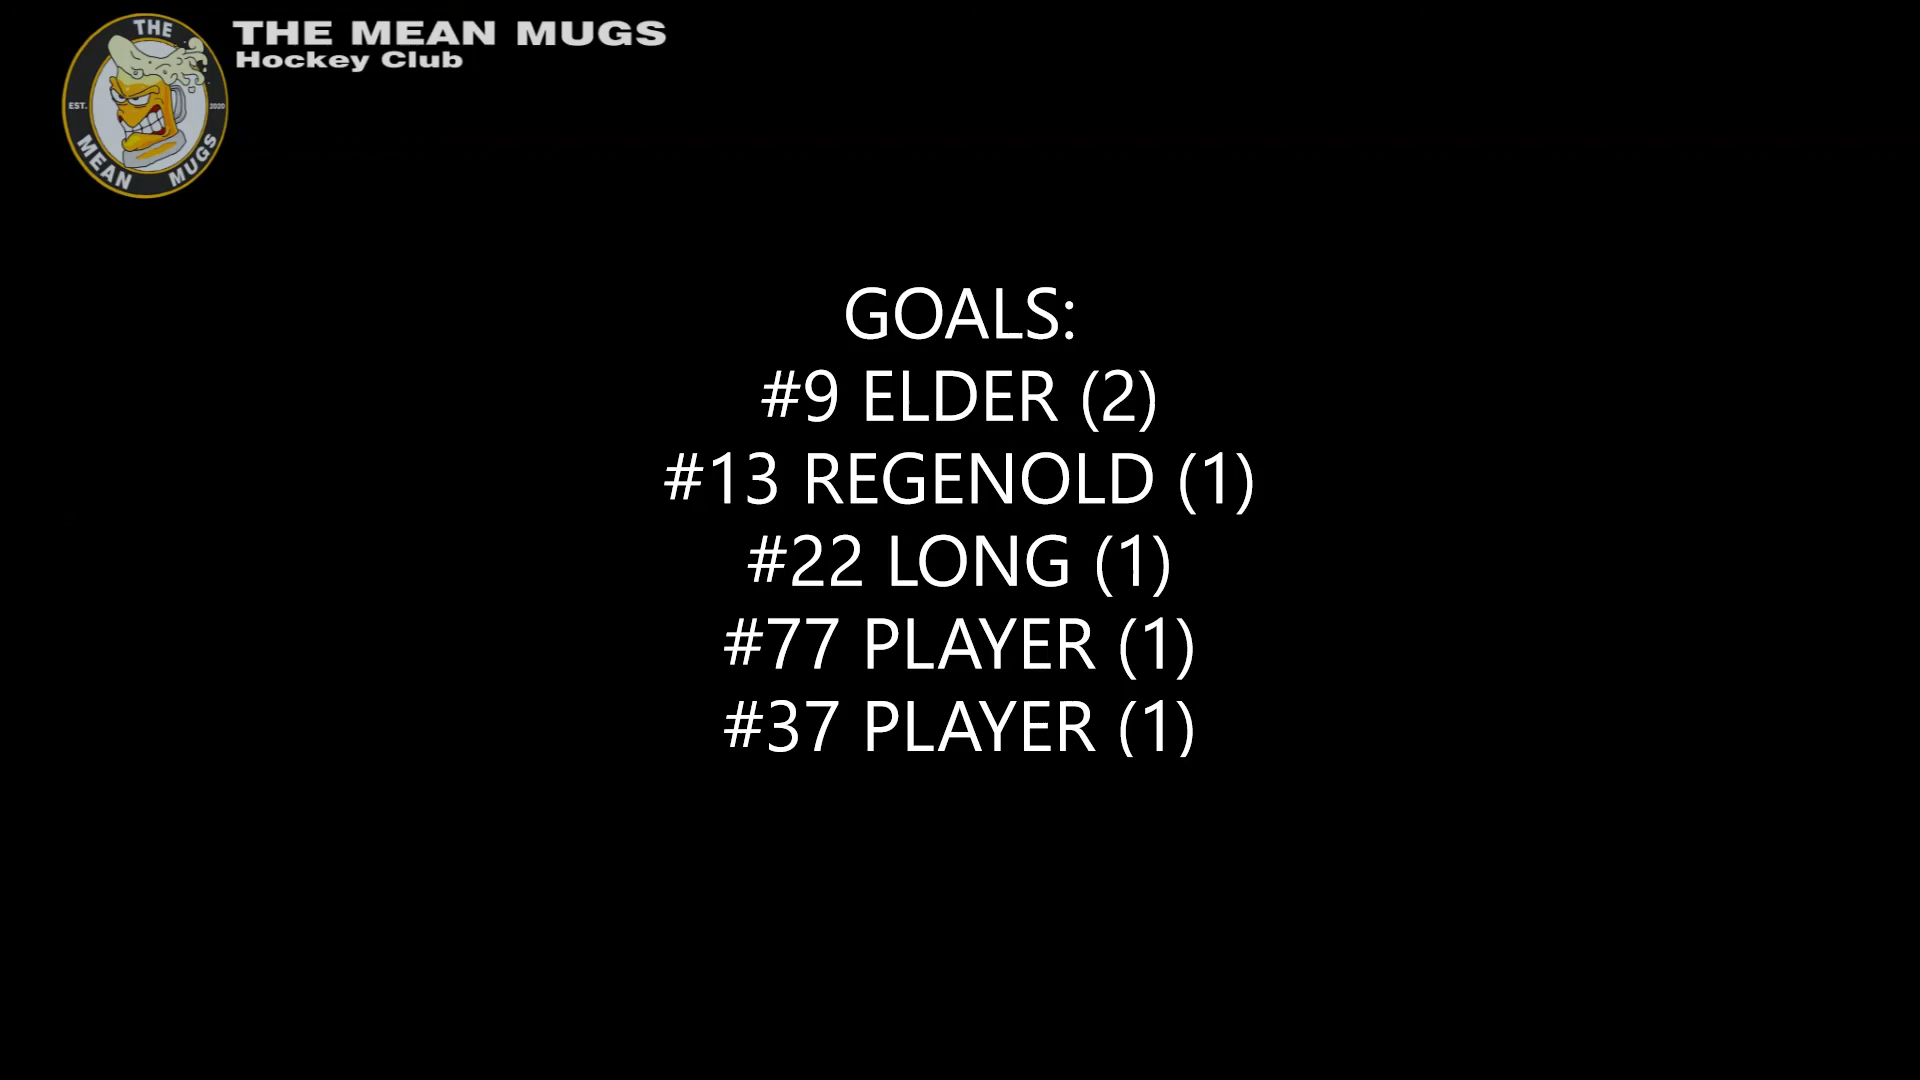 THE
EST.
2020
MEAN MUGS
THE MEAN MUGS
Hockey Club
GOALS:
#9 ELDER (2)
#13 REGENOLD (1)
#22 LONG (1)
#77 PLAYER (1)
#37 PLAYER (1)